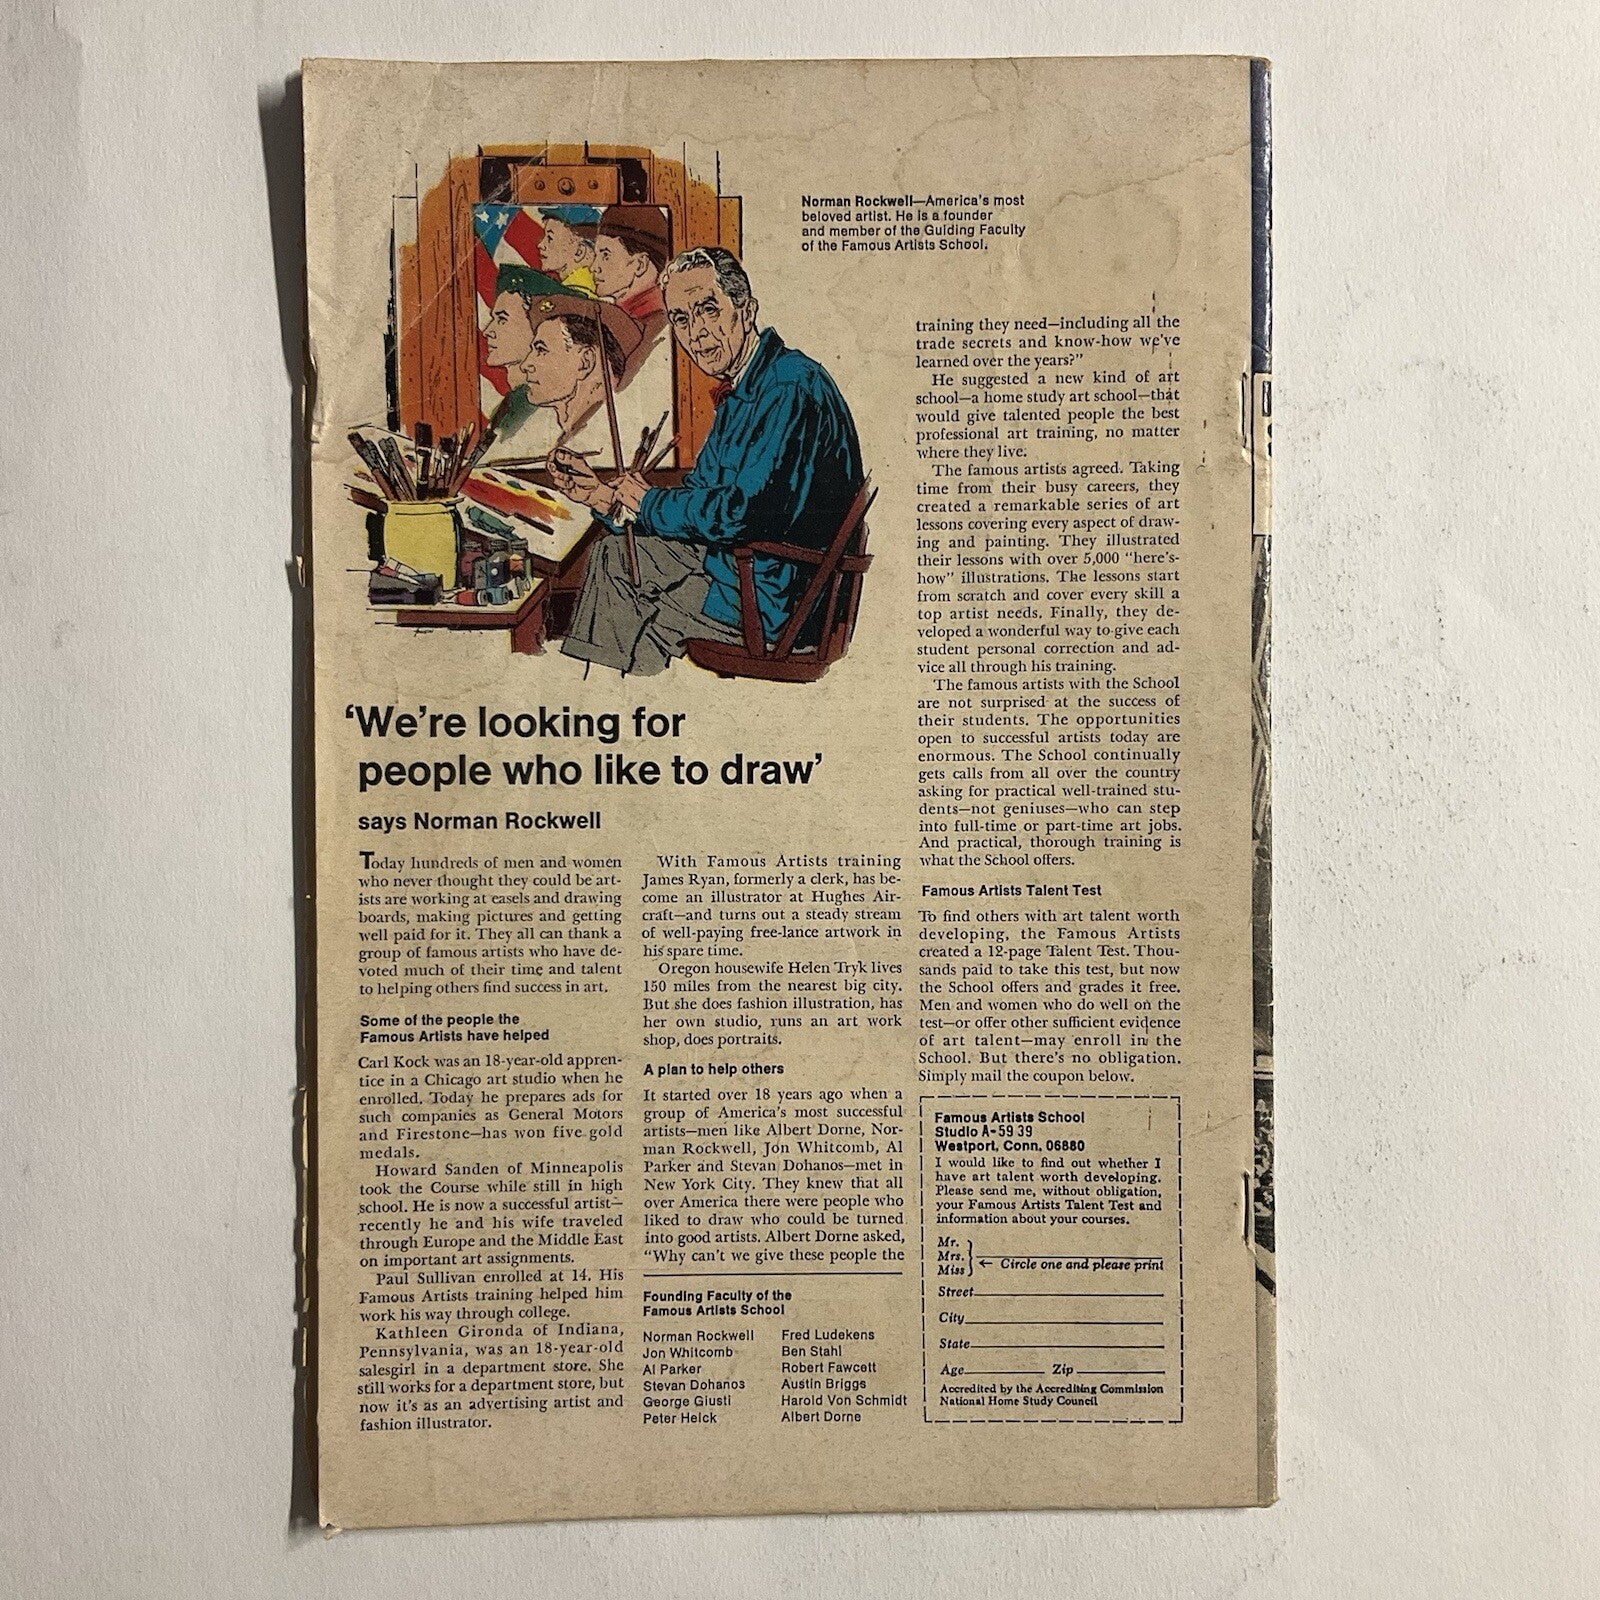 Norman Rockwell—America's most
beloved artist. He is a founder
and member of the Guiding Faculty
of the Famous Artists School.
'We're looking for
people who like to draw'
says Norman Rockwell
Today hundreds of men and women
who never thought they could be art-
ists are working at easels and drawing
boards, making pictures and getting
well paid for it. They all can thank a
group of famous artists who have de-
voted much of their time and talent
to helping others find success in art.
Some of the people the
Famous Artists have helped
Carl Kock was an 18-year-old appren-
tice in a Chicago art studio when he
enrolled. Today he prepares ads for
such companies as General Motors
and Firestone—has won five gold
medals.
Howard Sanden of Minneapolis
took the Course while still in high
school. He is now a successful artist—
recently he and his wife traveled
through Europe and the Middle East
on important art assignments.
Paul Sullivan enrolled at 14. His
Famous Artists training helped him
work his way through college.
Kathleen Gironda of Indiana,
Pennsylvania, was an 18-year-old
salesgirl in a department store. She
still works for a department store, but
now it's as an advertising artist and
fashion illustrator.
With Famous Artists training
James Ryan, formerly a clerk, has be-
come an illustrator at Hughes Air-
craft—and turns out a steady stream
of well-paying free-lance artwork in
his spare time.
Oregon housewife Helen Tryk lives
150 miles from the nearest big city.
But she does fashion illustration, has
her own studio, runs an art work
shop, does portraits.
A plan to help others
It started over 18 years ago when a
group of America's most successful
artists—men like Albert Dorne, Nor-
man Rockwell, Jon Whitcomb, Al
Parker and Stevan Dohanos—met in
New York City. They knew that all
over America there were people who
liked to draw who could be turned
into good artists. Albert Dorne asked,
"Why can't we give these people the
Founding Faculty of the
Famous Artists School
Norman Rockwell
Jon Whitcomb
Al Parker
Stevan Dohanos
George Giusti
Peter Helck
Fred Ludekens
Ben Stahl
Robert Fawcett
Austin Briggs
Harold Von Schmidt
Albert Dorne
training they need—including all the
trade secrets and know-how we've
learned over the years?"
He suggested a new kind of art
school—a home study art school—that
would give talented people the best
professional art training, no matter
where they live.
The famous artists agreed. Taking
time from their busy careers, they
created a remarkable series of art
lessons covering every aspect of draw-
ing and painting. They illustrated
their lessons with over 5,000 "here's-
how" illustrations. The lessons start
from scratch and cover every skill a
top artist needs. Finally, they de-
veloped a wonderful way to give each
student personal correction and ad-
vice all through his training.
The famous artists with the School
are not surprised at the success of
their students. The opportunities
open to successful artists today are
enormous. The School continually
gets calls from all over the country
asking for practical well-trained stu-
dents—not geniuses—who can step
into full-time or part-time art jobs.
And practical, thorough training is
what the School offers.
Famous Artists Talent Test
To find others with art talent worth
developing, the Famous Artists
created a 12-page Talent Test. Thou-
sands paid to take this test, but now
the School offers and grades it free.
Men and women who do well on the
test—or offer other sufficient evidence
of art talent—may enroll in the
School. But there's no obligation.
Simply mail the coupon below.
Famous Artists School
Studio A-59 39
Westport, Conn. 06880
I would like to find out whether I
have art talent worth developing.
Please send me, without obligation,
your Famous Artists Talent Test and
information about your courses.
Mr.
Mrs.
Miss
← Circle one and please print
Street
City
State
Age Zip
Accredited by the Accrediting Commission
National Home Study Council